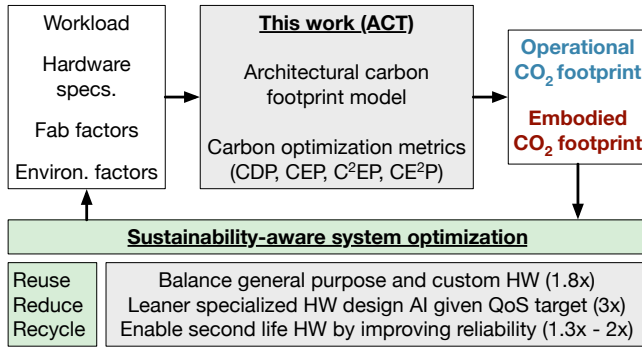 Workload
Hardware
specs.
Fab factors
Environ. factors
This work (ACT)
Architectural carbon
footprint model
Carbon optimization metrics
(CDP, CEP, C²EP, CE²P)
Operational
CO₂ footprint
Embodied
CO₂ footprint
Sustainability-aware system optimization
Reuse
Reduce
Recycle
Balance general purpose and custom HW (1.8x)
Leaner specialized HW design AI given QoS target (3x)
Enable second life HW by improving reliability (1.3x - 2x)